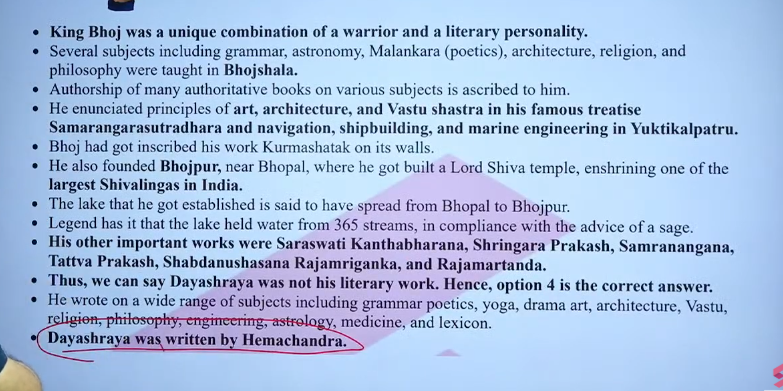 • King Bhoj was a unique combination of a warrior and a literary personality.
• Several subjects including grammar, astronomy, Malankara (poetics), architecture, religion, and
philosophy were taught in Bhojshala.
• Authorship of many authoritative books on various subjects is ascribed to him.
• He enunciated principles of art, architecture, and Vastu shastra in his famous treatise
Samarangarasutradhara and navigation, shipbuilding, and marine engineering in Yuktikalpatru.
• Bhoj had got inscribed his work Kurmashatak on its walls.
• He also founded Bhojpur, near Bhopal, where he got built a Lord Shiva temple, enshrining one of the
largest Shivalingas in India.
• The lake that he got established is said to have spread from Bhopal to Bhojpur.
• Legend has it that the lake held water from 365 streams, in compliance with the advice of a sage.
• His other important works were Saraswati Kanthabharana, Shringara Prakash, Samranangana,
Tattva Prakash, Shabdanushasana Rajamriganka, and Rajamartanda.
• Thus, we can say Dayashraya was not his literary work. Hence, option 4 is the correct answer.
• He wrote on a wide range of subjects including grammar poetics, yoga, drama art, architecture, Vastu,
religion, philosophy, engineering, astrology, medicine, and lexicon.
• Dayashraya was written by Hemachandra.